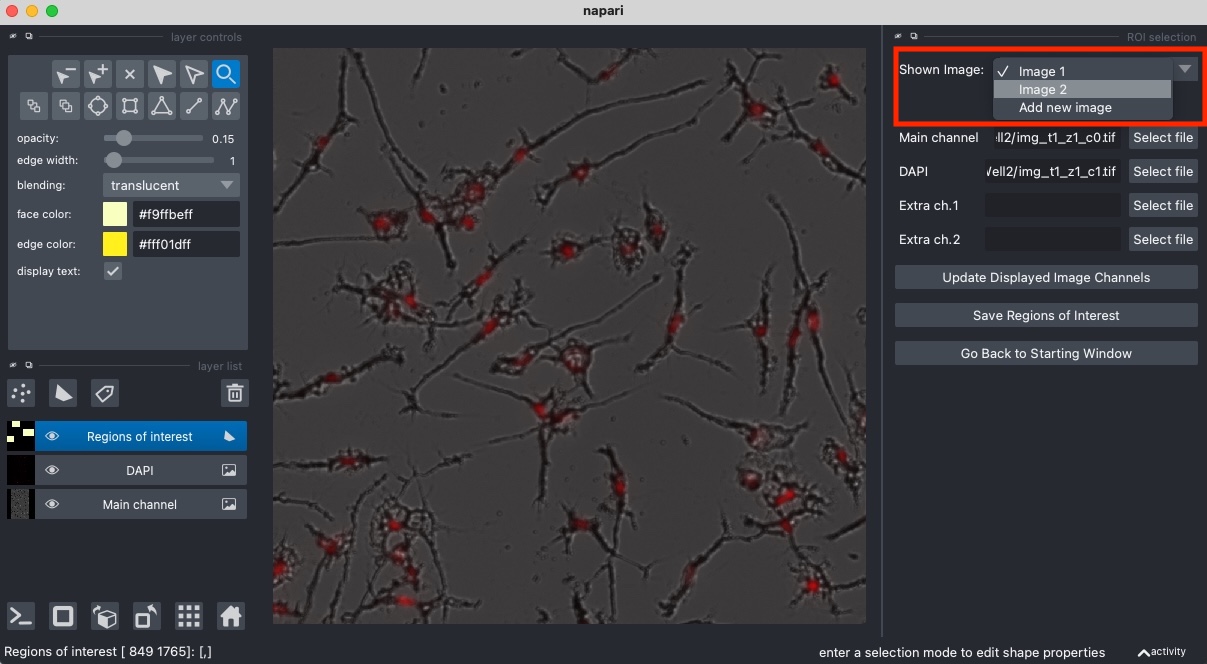 napari
layer controls
opacity: 0.15
edge width: 1
blending: translucent
face color: #f9ffbeff
edge color: #fff01dff
display text:
layer list
Regions of interest
DAPI
Main channel
Regions of interest [ 849 1765]: [,]
ROI selection
Shown Image: ✓ Image 1
Image 2
Add new image
Main channel ell2/img_t1_z1_c0.tif Select file
DAPI Well2/img_t1_z1_c1.tif Select file
Extra ch.1 Select file
Extra ch.2 Select file
Update Displayed Image Channels
Save Regions of Interest
Go Back to Starting Window
enter a selection mode to edit shape properties
activity